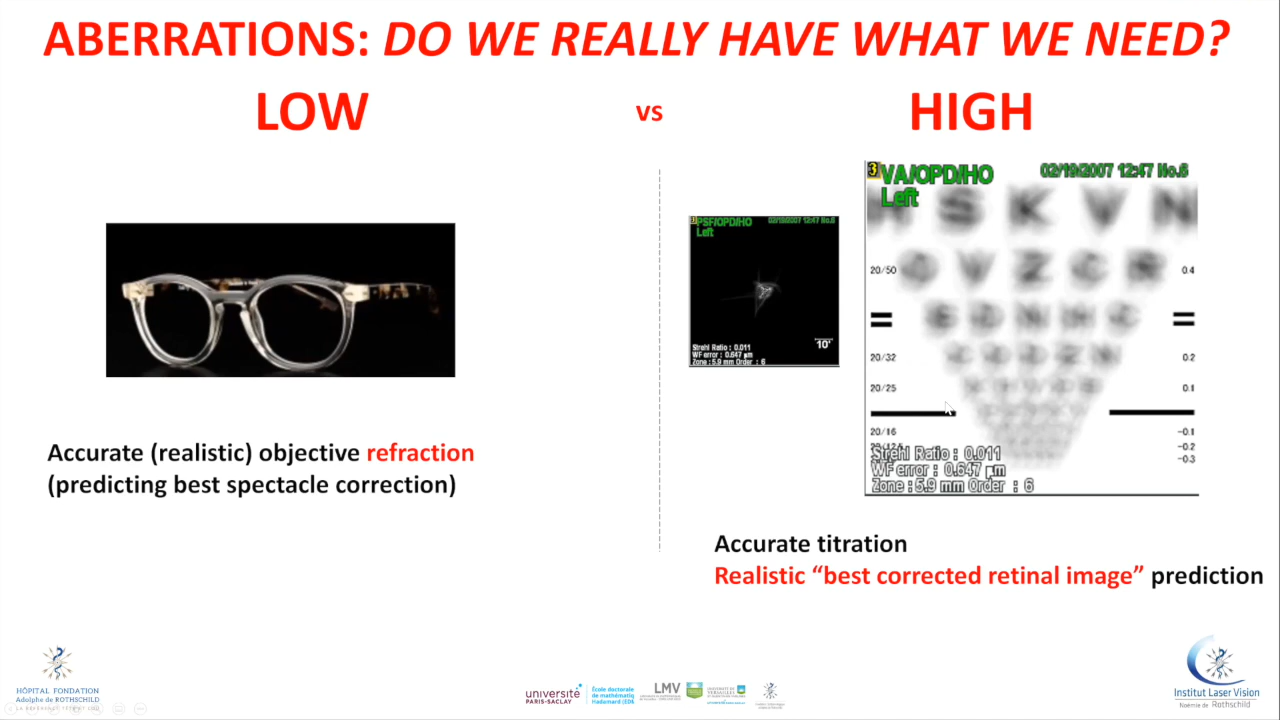 ABERRATIONS: DO WE REALLY HAVE WHAT WE NEED?
LOW
vs
HIGH
Accurate (realistic) objective refraction
(predicting best spectacle correction)
3 PSF/OPD/HO 02/19/2007 12:47 No.6
Left
10'
Strehl Ratio : 0.011
WF error : 0.647 μm
Zone : 5.9 mm Order : 6
3 VA/OPD/HO 02/19/2007 12:47 No.6
Left
S K V N
20/50 O V Z C R 0.4
= =
20/32 0.2
20/25 0.1
20/16 -0.1
-0.2
-0.3
Strehl Ratio : 0.011
WF error : 0.647 μm
Zone : 5.9 mm Order : 6
Accurate titration
Realistic “best corrected retinal image” prediction
HÔPITAL FONDATION
Adolphe de ROTHSCHILD
université
PARIS-SACLAY
École doctorale
de mathématiq
Hadamard (EDI
LMV
Institut Laser Vision
Noémie de Rothschild